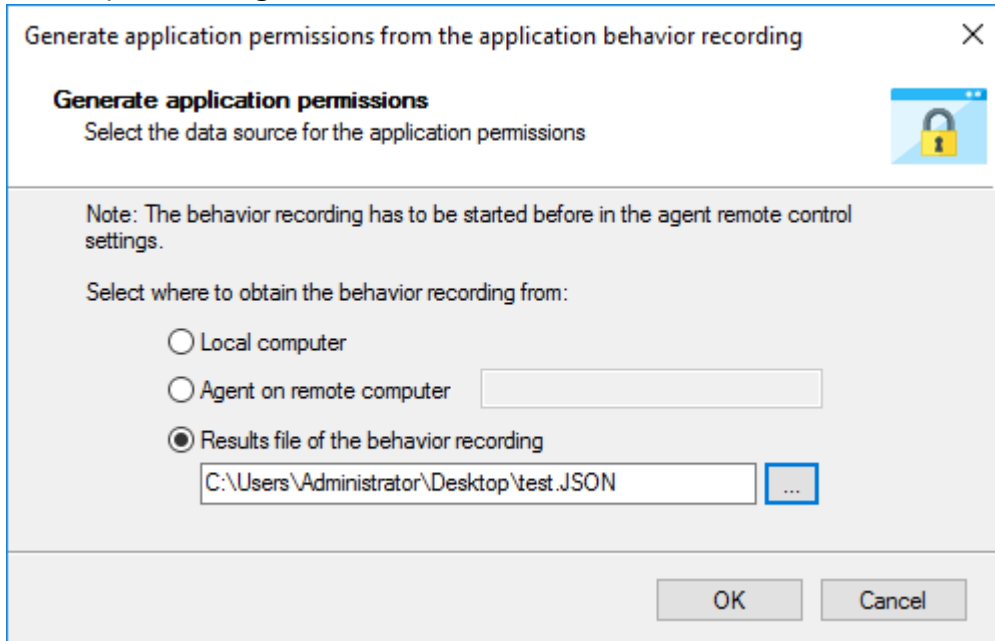 Generate application permissions from the application behavior recording
Generate application permissions
Select the data source for the application permissions
Note: The behavior recording has to be started before in the agent remote control
settings.
Select where to obtain the behavior recording from:
Local computer
Agent on remote computer
Results file of the behavior recording
C:\Users\Administrator\Desktop\test.JSON
...
OK
Cancel